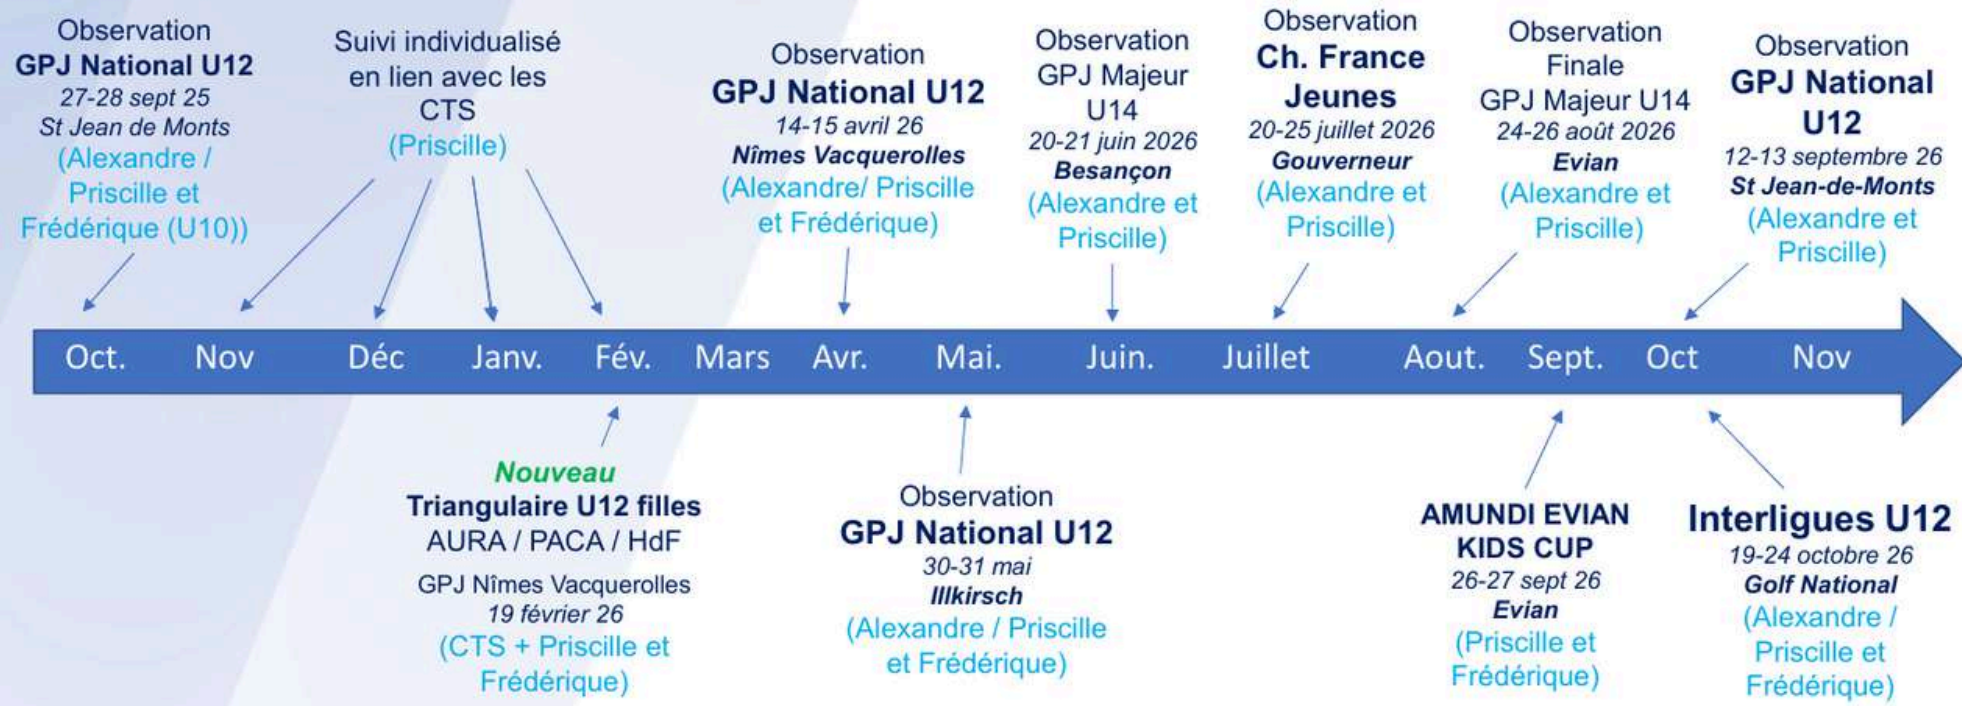 Observation
GPJ National U12
27-28 sept 25
St Jean de Monts
(Alexandre /
Priscille et
Frédérique (U10))
Suivi individualisé
en lien avec les
CTS
(Priscille)
Observation
GPJ National U12
14-15 avril 26
Nîmes Vacquerolles
(Alexandre/ Priscille
et Frédérique)
Observation
GPJ Majeur
U14
20-21 juin 2026
Besançon
(Alexandre et
Priscille)
Observation
Ch. France
Jeunes
20-25 juillet 2026
Gouverneur
(Alexandre et
Priscille)
Observation
Finale
GPJ Majeur U14
24-26 août 2026
Evian
(Alexandre et
Priscille)
Observation
GPJ National
U12
12-13 septembre 26
St Jean-de-Monts
(Alexandre et
Priscille)
Oct. Nov Déc Janv. Fév. Mars Avr. Mai. Juin. Juillet Aout. Sept. Oct Nov
Nouveau
Triangulaire U12 filles
AURA / PACA / HdF
GPJ Nîmes Vacquerolles
19 février 26
(CTS + Priscille et
Frédérique)
Observation
GPJ National U12
30-31 mai
Illkirsch
(Alexandre / Priscille
et Frédérique)
AMUNDI EVIAN
KIDS CUP
26-27 sept 26
Evian
(Priscille et
Frédérique)
Interligues U12
19-24 octobre 26
Golf National
(Alexandre /
Priscille et
Frédérique)